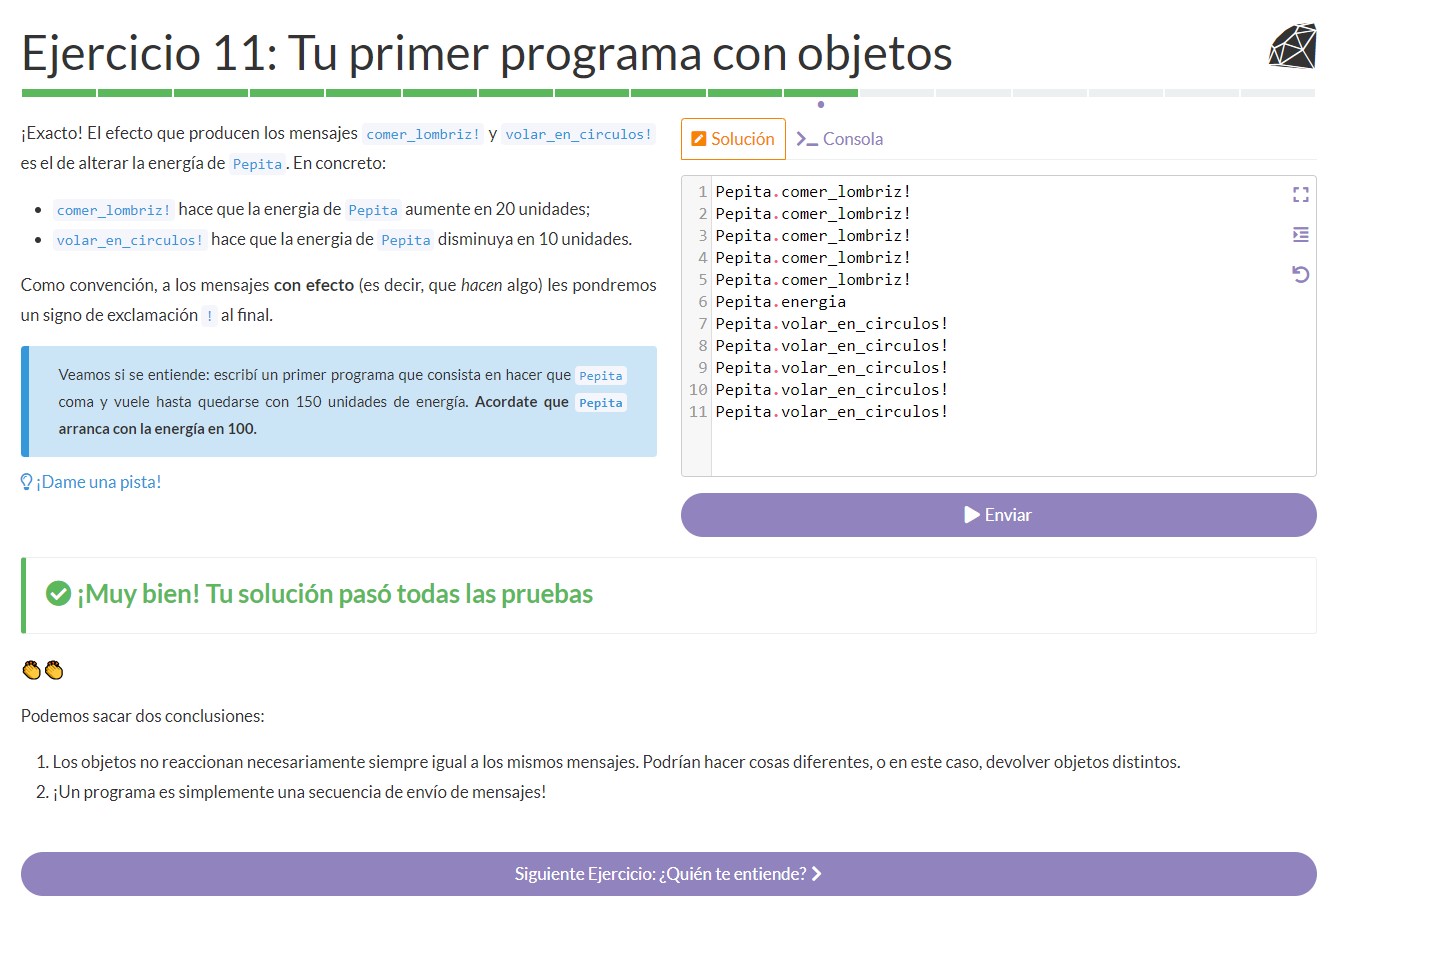 Ejercicio 11: Tu primer programa con objetos
¡Exacto! El efecto que producen los mensajes comer_lombriz! y volar_en_circulos!
es el de alterar la energía de Pepita. En concreto:
comer_lombriz! hace que la energia de Pepita aumente en 20 unidades;
volar_en_circulos! hace que la energia de Pepita disminuya en 10 unidades.
Como convención, a los mensajes con efecto (es decir, que hacen algo) les pondremos
un signo de exclamación ! al final.
Veamos si se entiende: escribí un primer programa que consista en hacer que Pepita
coma y vuele hasta quedarse con 150 unidades de energía. Acordate que Pepita
arranca con la energía en 100.
¡Dame una pista!
Solución
Consola
1 Pepita.comer_lombriz!
2 Pepita.comer_lombriz!
3 Pepita.comer_lombriz!
4 Pepita.comer_lombriz!
5 Pepita.comer_lombriz!
6 Pepita.energia
7 Pepita.volar_en_circulos!
8 Pepita.volar_en_circulos!
9 Pepita.volar_en_circulos!
10 Pepita.volar_en_circulos!
11 Pepita.volar_en_circulos!
Enviar
¡Muy bien! Tu solución pasó todas las pruebas
Podemos sacar dos conclusiones:
1. Los objetos no reaccionan necesariamente siempre igual a los mismos mensajes. Podrían hacer cosas diferentes, o en este caso, devolver objetos distintos.
2. ¡Un programa es simplemente una secuencia de envío de mensajes!
Siguiente Ejercicio: ¿Quién te entiende?